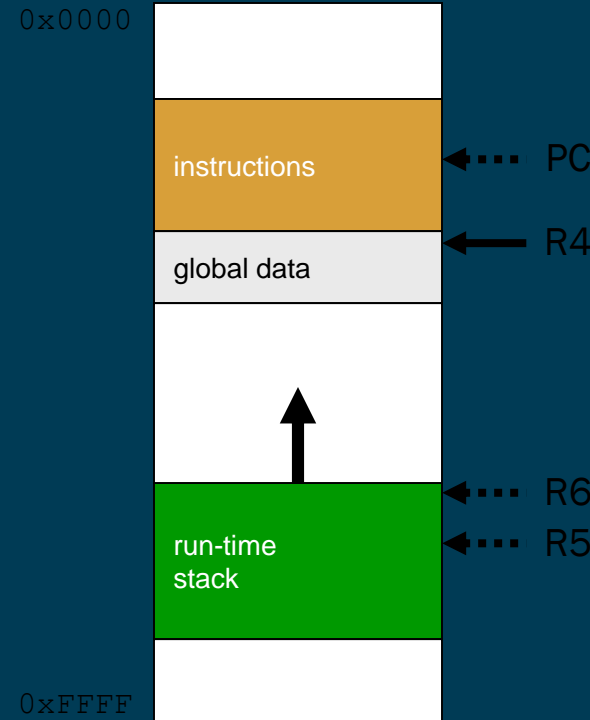 0x0000
instructions
PC
R4
global data
R6
run-time
stack
R5
0xFFFF